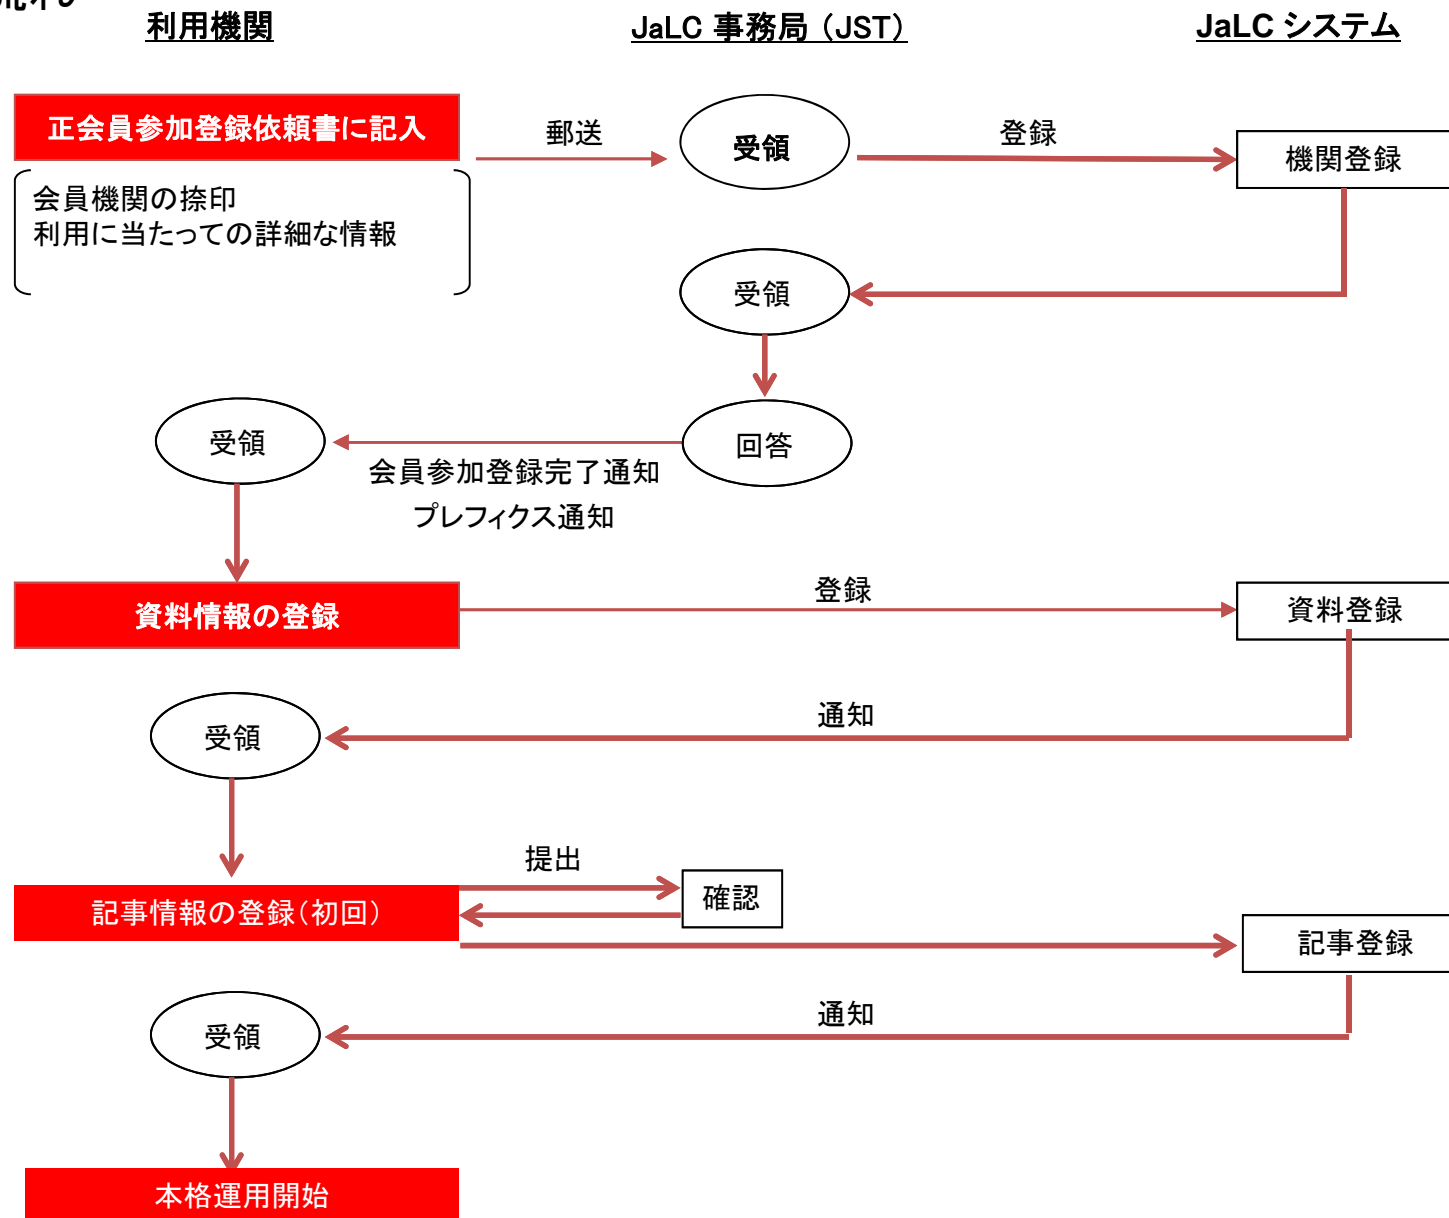 利用機関
JaLC 事務局（JST）
JaLC システム
正会員参加登録依頼書に記入
郵送
受領
登録
機関登録
会員機関の捺印
利用に当たっての詳細な情報
受領
受領
回答
会員参加登録完了通知
プレフィクス通知
資料情報の登録
登録
資料登録
受領
通知
提出
記事情報の登録（初回）
確認
記事登録
受領
通知
本格運用開始